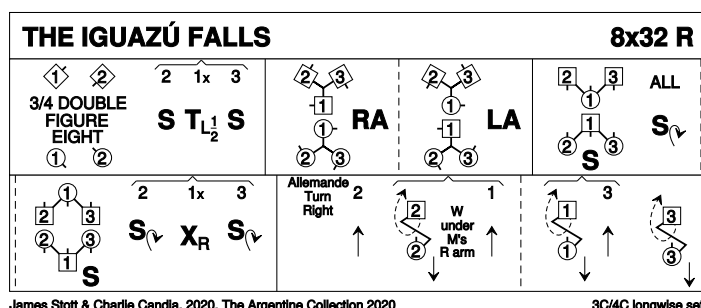 THE IGUAZÚ FALLS 8x32 R
1 2
3/4 DOUBLE
FIGURE
EIGHT
1 2
2 1x 3
S T L 1/2 S
2 3
1
1
2 3
RA
2 3
1
1
2 3
LA
2 3
1
1
2 3
S
ALL
S
1
2 3
2 3
1
S
2 1x 3
S XR S
Allemande
Turn
Right
2
2
2
W
under
M's
R arm
1
1
1
3
3
3
James Stott & Charlie Candia, 2020, The Argentine Collection 2020 3C/4C longwise set